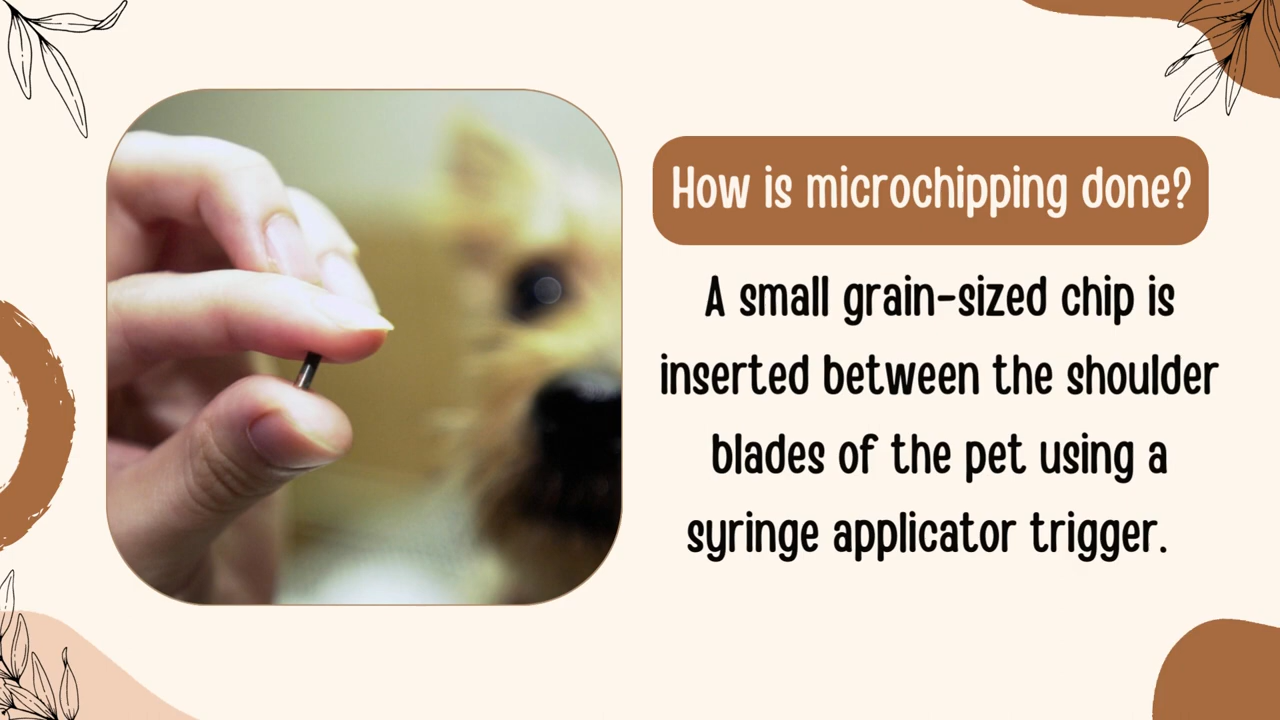 How is microchipping done?
A small grain-sized chip is
inserted between the shoulder
blades of the pet using a
syringe applicator trigger.